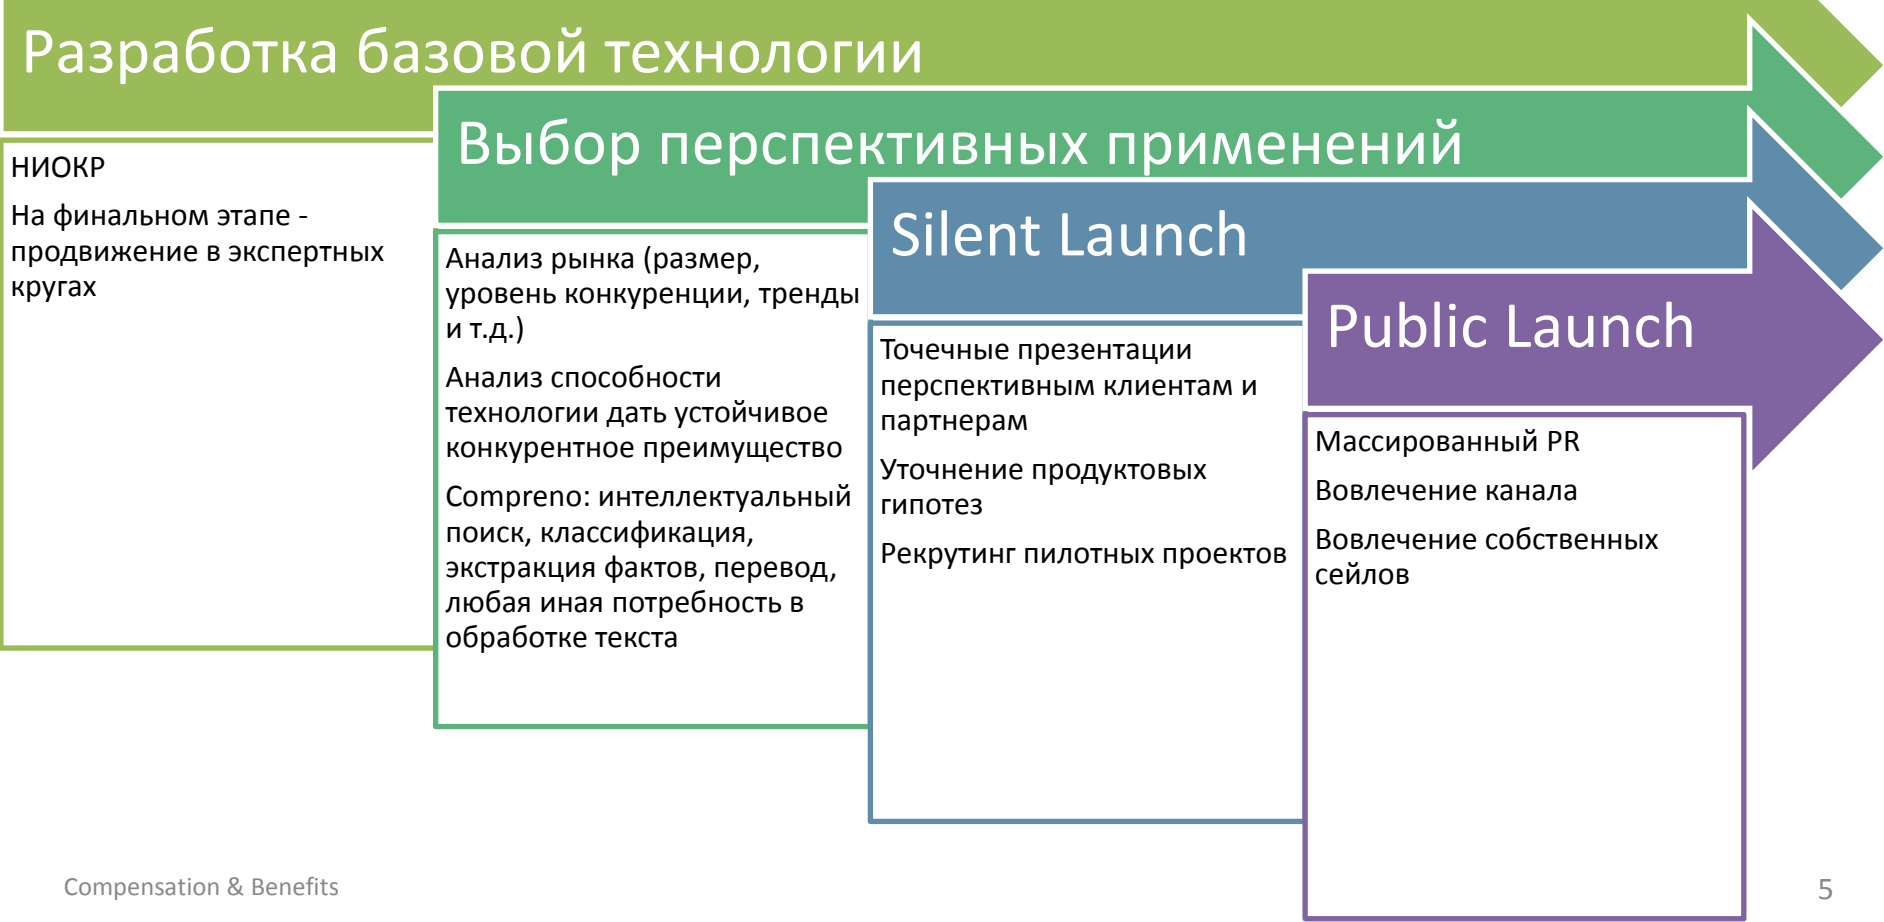 Разработка базовой технологии
НИОКР
На финальном этапе -
продвижение в экспертных
кругах
Выбор перспективных применений
Анализ рынка (размер,
уровень конкуренции, тренды
и т.д.)
Анализ способности
технологии дать устойчивое
конкурентное преимущество
Compreno: интеллектуальный
поиск, классификация,
экстракция фактов, перевод,
любая иная потребность в
обработке текста
Silent Launch
Точечные презентации
перспективным клиентам и
партнерам
Уточнение продуктовых
гипотез
Рекрутинг пилотных проектов
Public Launch
Массированный PR
Вовлечение канала
Вовлечение собственных
сейлов
Compensation & Benefits
5